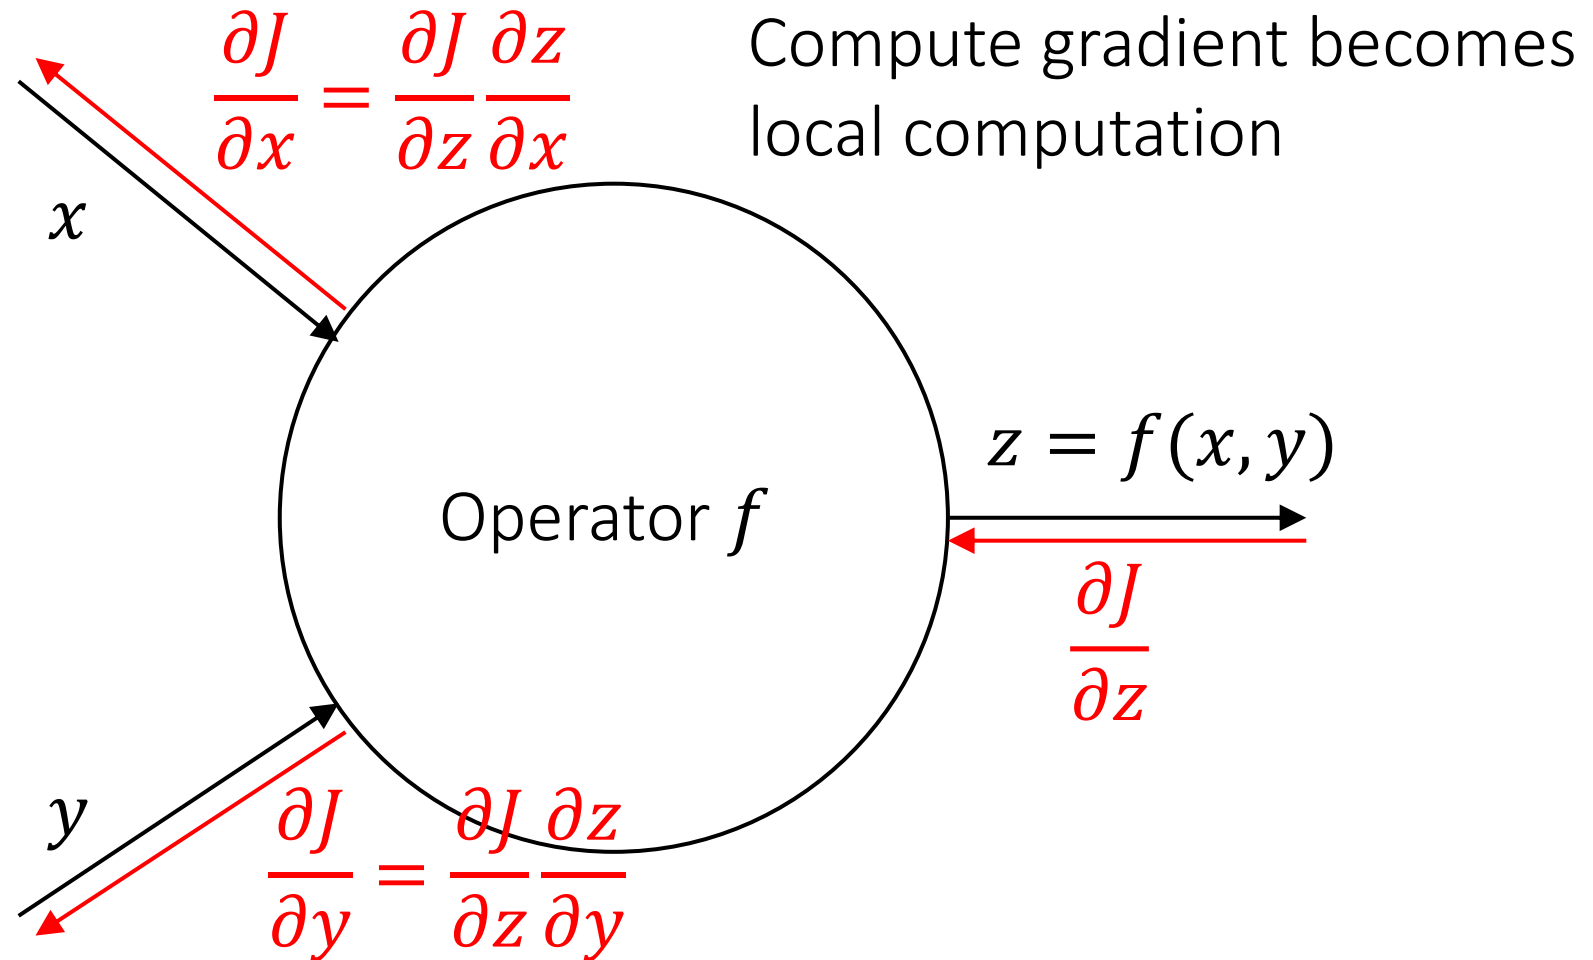 ∂J/∂x = ∂J/∂z ∂z/∂x
Compute gradient becomes
local computation
x
z = f(x, y)
Operator f
∂J/∂z
y
∂J/∂y = ∂J/∂z ∂z/∂y